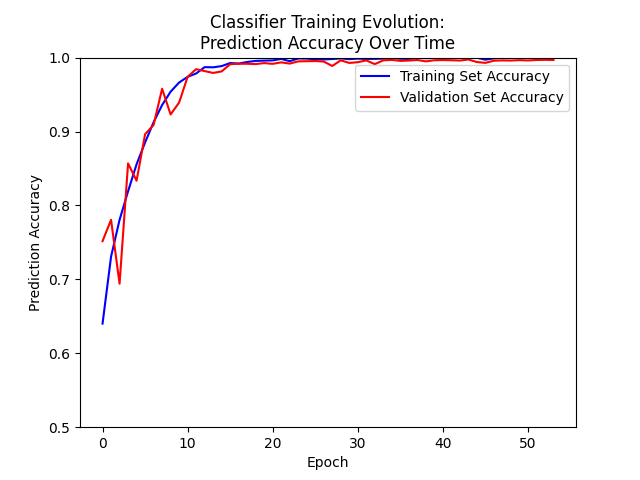 Classifier Training Evolution:
Prediction Accuracy Over Time
1.0
0.9
0.8
0.7
0.6
0.5
Prediction Accuracy
Training Set Accuracy
Validation Set Accuracy
0 10 20 30 40 50
Epoch